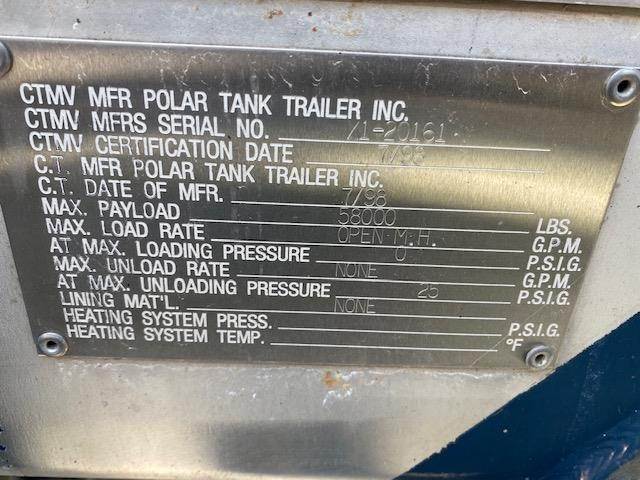 CTMV MFR POLAR TANK TRAILER INC.
CTMV MFRS SERIAL NO. /1-20161
CTMV CERTIFICATION DATE 7/98
C.T. MFR POLAR TANK TRAILER INC.
C.T. DATE OF MFR. 7/98
MAX. PAYLOAD 58000 LBS.
MAX. LOAD RATE OPEN M.H. G.P.M.
AT MAX. LOADING PRESSURE 0 P.S.I.G.
MAX. UNLOAD RATE NONE G.P.M.
AT MAX. UNLOADING PRESSURE 25 P.S.I.G.
LINING MAT'L. NONE
HEATING SYSTEM PRESS. P.S.I.G.
HEATING SYSTEM TEMP. °F